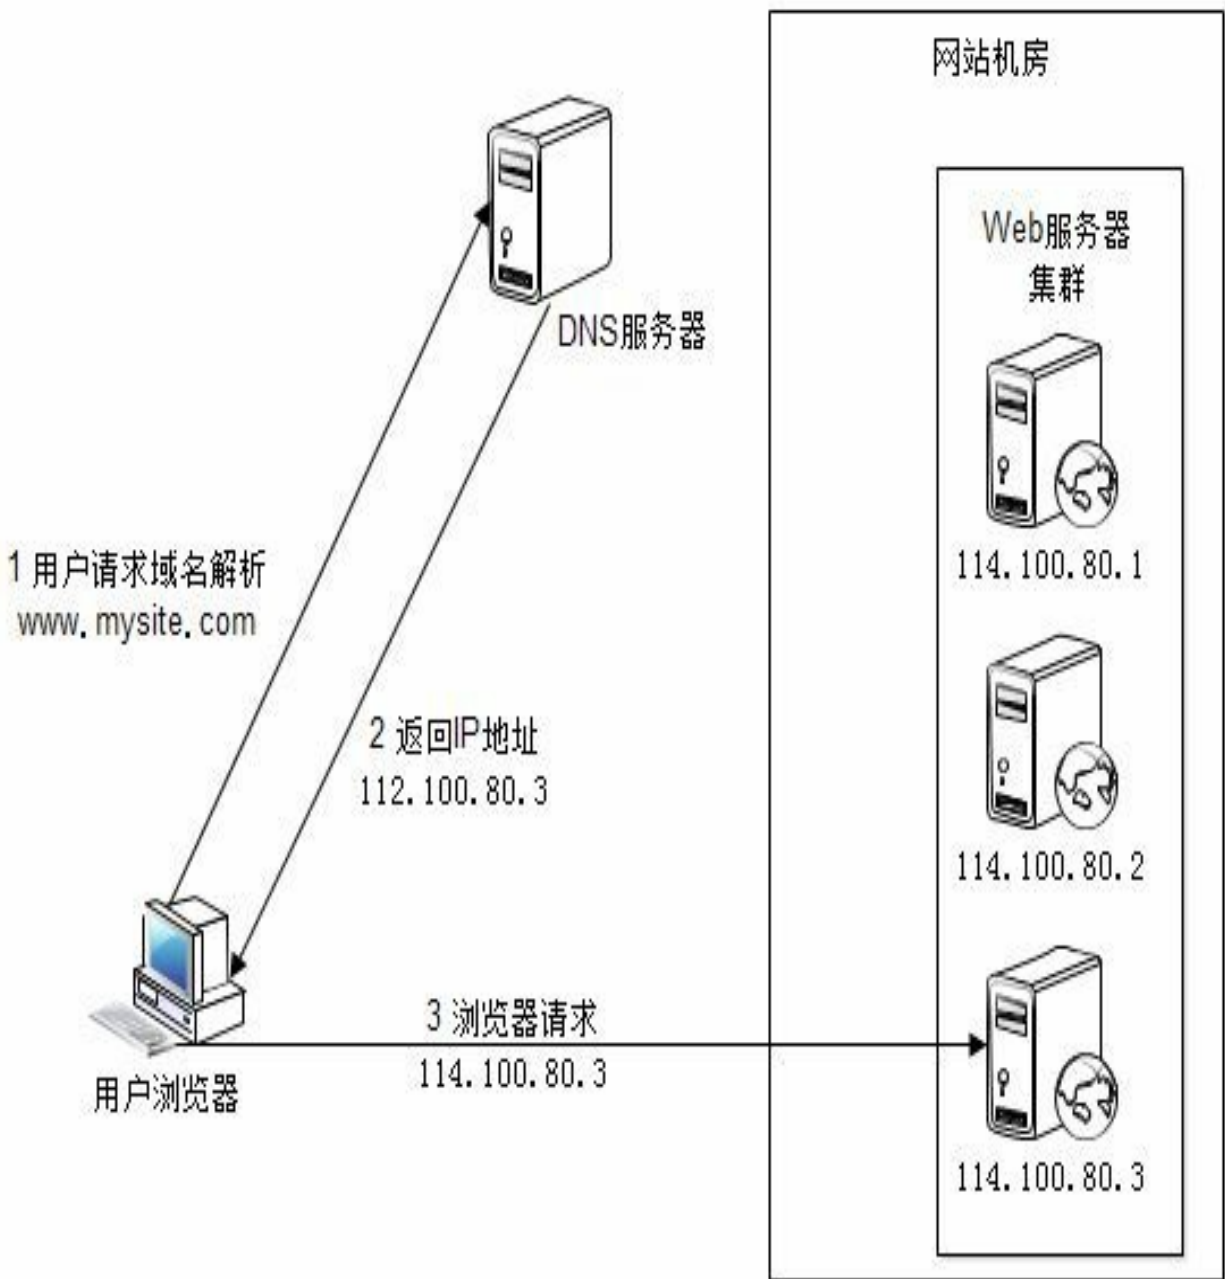 网站机房
Web服务器
集群
DNS服务器
114.100.80.1
1 用户请求域名解析
www.mysite.com
2 返回IP地址
112.100.80.3
114.100.80.2
3 浏览器请求
114.100.80.3
用户浏览器
114.100.80.3